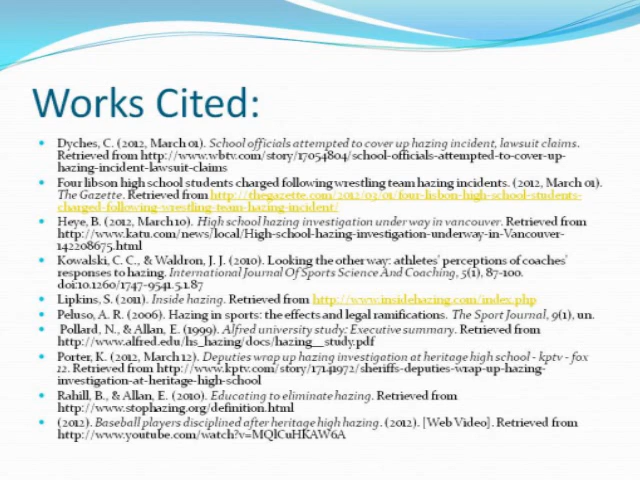 Works Cited:
Dyches, C. (2012, March 01). School officials attempted to cover up hazing incident, lawsuit claims.
Retrieved from http://www.wbtv.com/story/17054804/school-officials-attempted-to-cover-up-
hazing-incident-lawsuit-claims
Four libson high school students charged following wrestling team hazing incidents. (2012, March 01).
The Gazette. Retrieved from http://thegazette.com/2012/03/01/four-lisbon-high-school-students-
charged-following-wrestling-team-hazing-incident/
Heye, B. (2012, March 10). High school hazing investigation under way in vancouver. Retrieved from
http://www.katu.com/news/local/High-school-hazing-investigation-underway-in-Vancouver-
142208675.html
Kowalski, C. C., & Waldron, J. J. (2010). Looking the other way: athletes' perceptions of coaches'
responses to hazing. International Journal Of Sports Science And Coaching, 5(1), 87-100.
doi:10.1260/1747-9541.5.1.87
Lipkins, S. (2011). Inside hazing. Retrieved from http://www.insidehazing.com/index.php
Peluso, A. R. (2006). Hazing in sports: the effects and legal ramifications. The Sport Journal, 9(1), un.
Pollard, N., & Allan, E. (1999). Alfred university study: Executive summary. Retrieved from
http://www.alfred.edu/hs_hazing/docs/hazing_study.pdf
Porter, K. (2012, March 12). Deputies wrap up hazing investigation at heritage high school - kptv - fox
12. Retrieved from http://www.kptv.com/story/17141972/sheriffs-deputies-wrap-up-hazing-
investigation-at-heritage-high-school
Rahill, B., & Allan, E. (2010). Educating to eliminate hazing. Retrieved from
http://www.stophazing.org/definition.html
(2012). Baseball players disciplined after heritage high hazing. (2012). [Web Video]. Retrieved from
http://www.youtube.com/watch?v=MQlCuHKAW6A